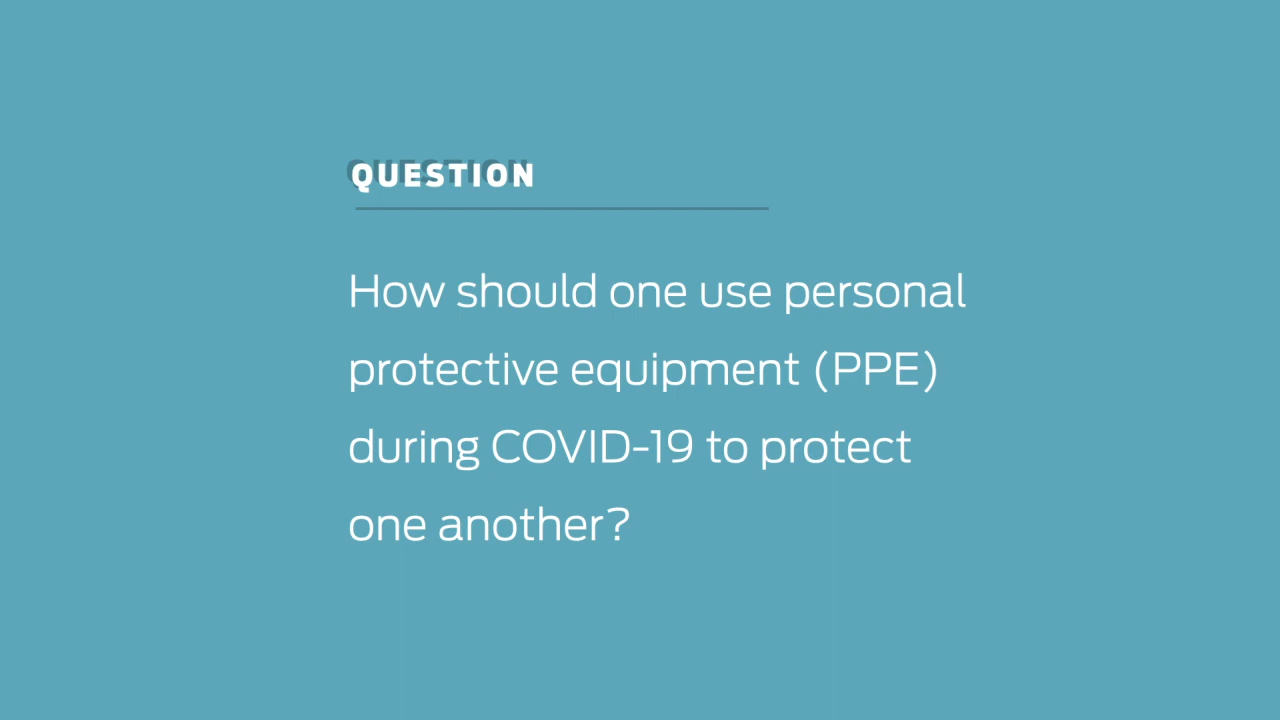 QUESTION
How should one use personal
protective equipment (PPE)
during COVID-19 to protect
one another?